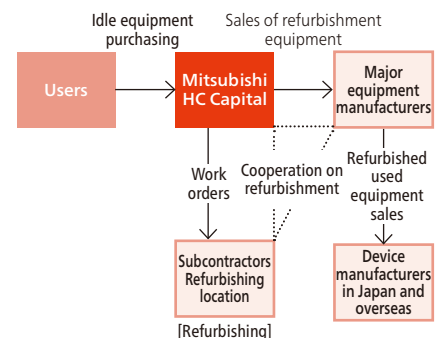 Idle equipment
purchasing
Sales of refurbishment
equipment
Users
Mitsubishi
HC Capital
Major
equipment
manufacturers
Work
orders
Cooperation on
refurbishment
Refurbished
used
equipment
sales
Subcontractors
Refurbishing
location
Device
manufacturers
in Japan and
overseas
[Refurbishing]